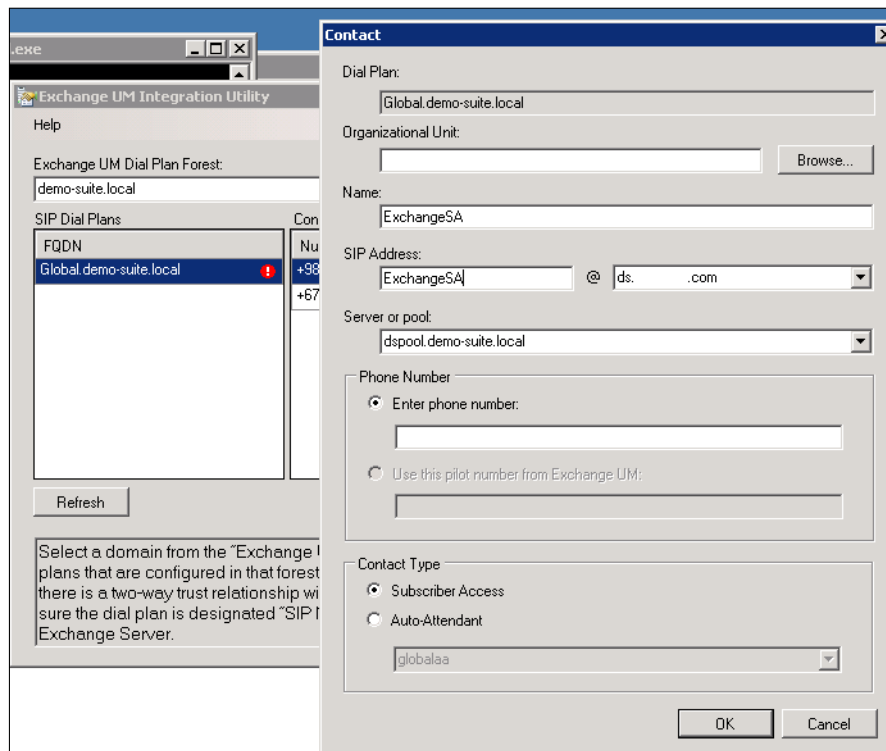 .exe
Exchange UM Integration Utility
Help
Exchange UM Dial Plan Forest:
demo-suite.local
SIP Dial Plans
Con
FQDN
Nu
Global.demo-suite.local
+98
+67
Refresh
Select a domain from the "Exchange
plans that are configured in that forest
there is a two-way trust relationship wi
sure the dial plan is designated "SIP
Exchange Server.
Contact
Dial Plan:
Global.demo-suite.local
Organizational Unit:
Browse...
Name:
ExchangeSA
SIP Address:
ExchangeSA @ ds. .com
Server or pool:
dspool.demo-suite.local
Phone Number
Enter phone number:
Use this pilot number from Exchange UM:
Contact Type
Subscriber Access
Auto-Attendant
globalaa
OK Cancel